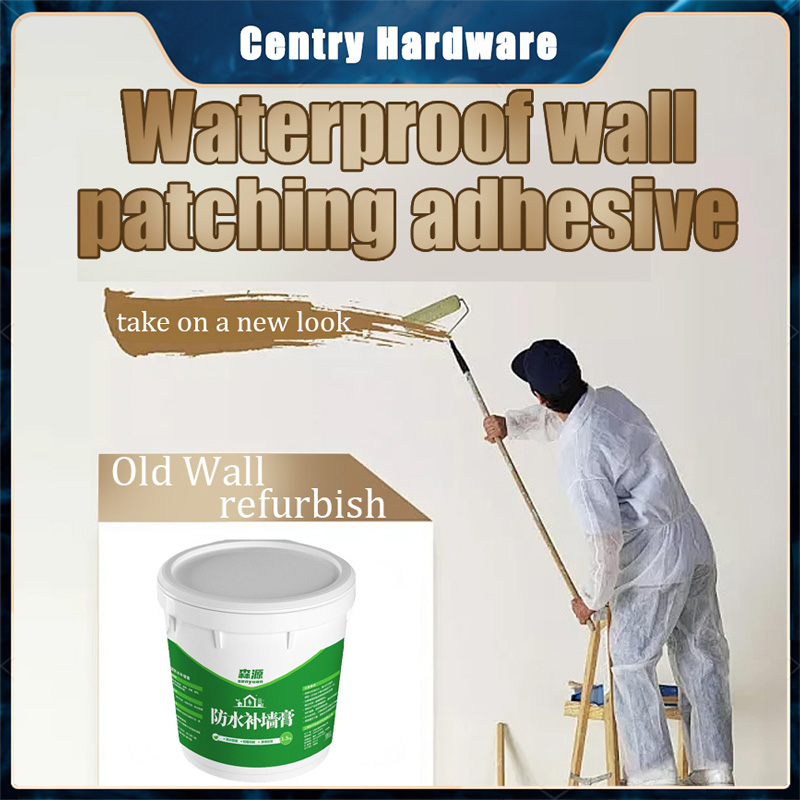 Centry Hardware
Waterproof wall
patching adhesive
take on a new look
Old Wall
refurbish
森源
防水补墙膏